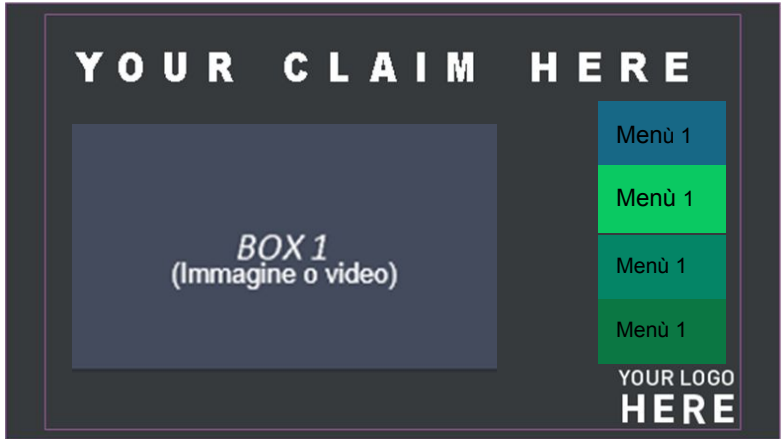 YOUR CLAIM HERE
BOX 1
(Immagine o video)
Menù 1
Menù 1
Menù 1
Menù 1
YOUR LOGO
HERE